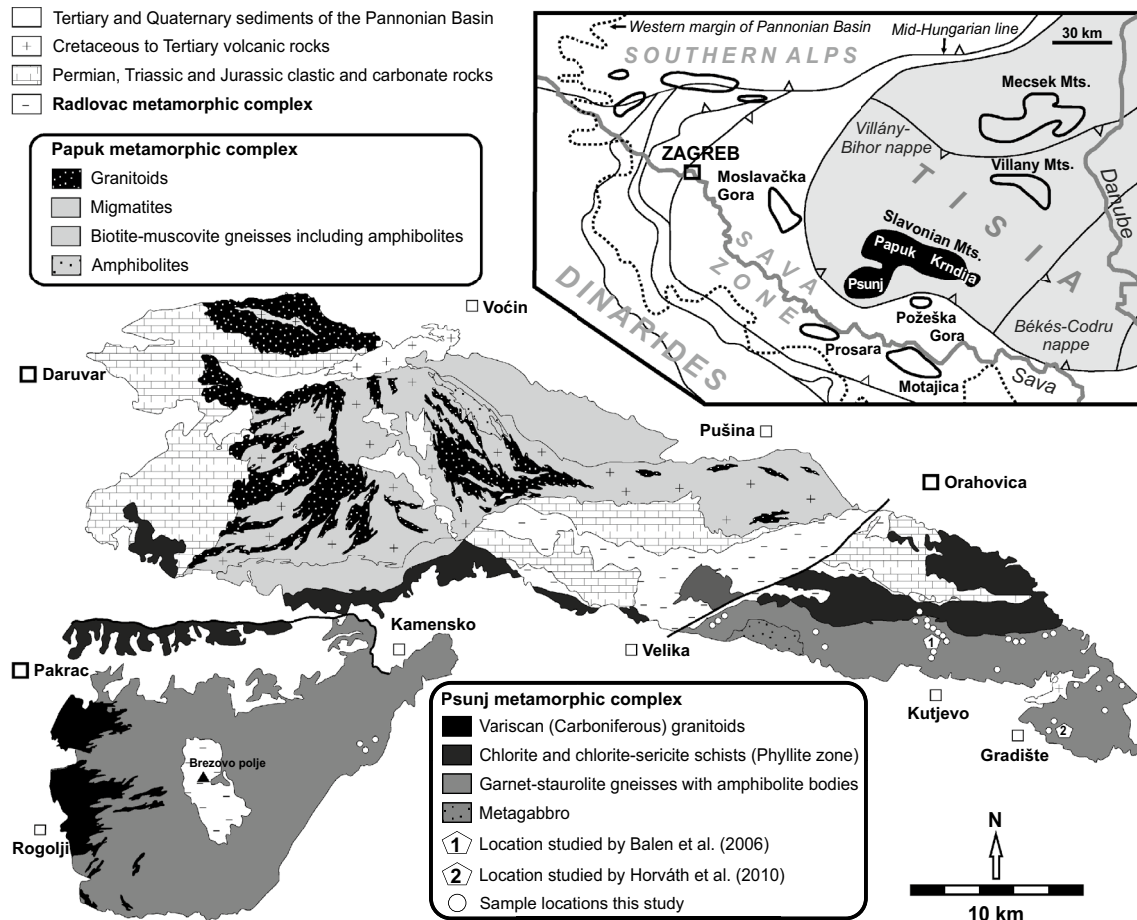 Tertiary and Quaternary sediments of the Pannonian Basin
Cretaceous to Tertiary volcanic rocks
Permian, Triassic and Jurassic clastic and carbonate rocks
Radlovac metamorphic complex
Papuk metamorphic complex
Granitoids
Migmatites
Biotite-muscovite gneisses including amphibolites
Amphibolites
Western margin of Pannonian Basin
Mid-Hungarian line
30 km
SOUTHERN ALPS
Mecsek Mts.
Villány-
Bihor nappe
ZAGREB
Moslavačka
Gora
Villany Mts.
Danube
TISIA
Slavonian Mts.
Papuk
Krndija
Psunj
SAVA
ZONE
DINARIDES
Požeška
Gora
Prosara
Motajica
Békés-Codru
nappe
Sava
Voćin
Daruvar
Pušina
Orahovica
Kamensko
Velika
Pakrac
1
Kutjevo
2
Gradište
Brezovo polje
Rogolji
Psunj metamorphic complex
Variscan (Carboniferous) granitoids
Chlorite and chlorite-sericite schists (Phyllite zone)
Garnet-staurolite gneisses with amphibolite bodies
Metagabbro
1 Location studied by Balen et al. (2006)
2 Location studied by Horváth et al. (2010)
Sample locations this study
N
10 km